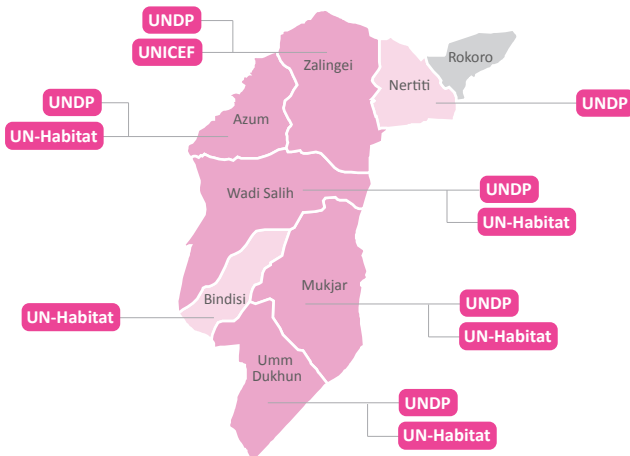 UNDP
UNICEF
Zalingei
Rokoro
Nertiti
UNDP
UNDP
UN-Habitat
Azum
Wadi Salih
UNDP
UN-Habitat
Bindisi
Mukjar
UN-Habitat
UNDP
UN-Habitat
Umm
Dukhun
UNDP
UN-Habitat